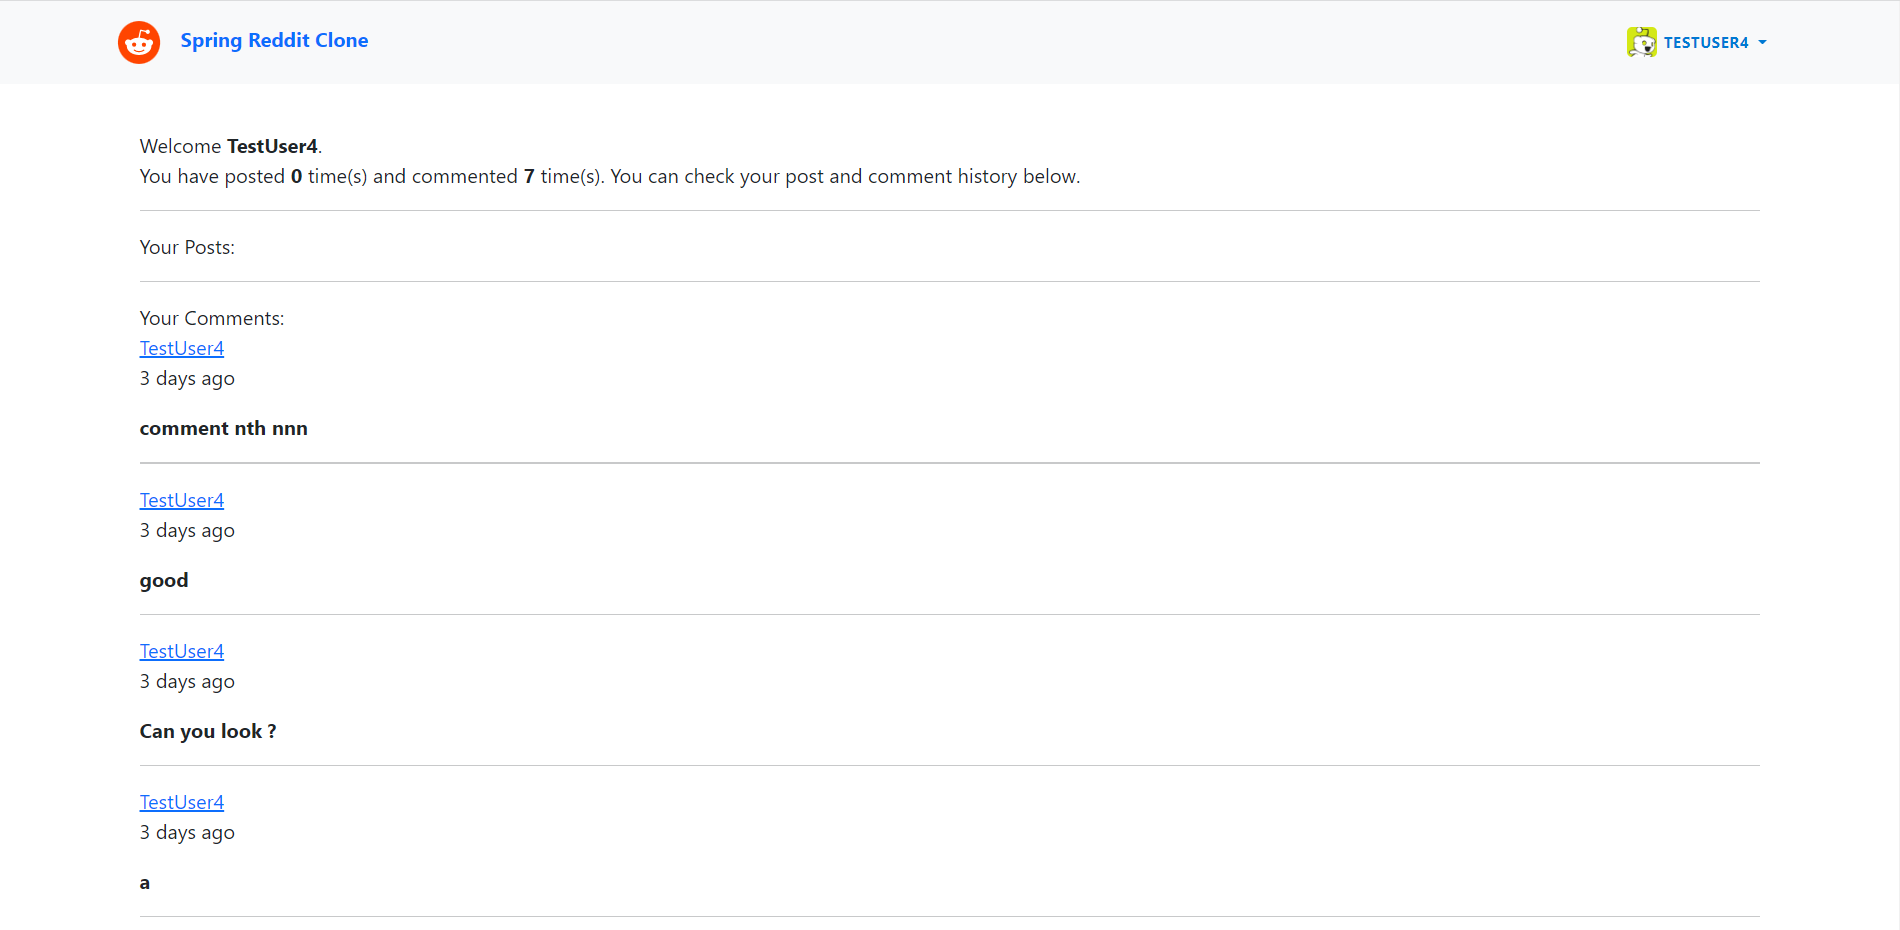 Spring Reddit Clone
TESTUSER4
Welcome TestUser4.
You have posted 0 time(s) and commented 7 time(s). You can check your post and comment history below.
Your Posts:
Your Comments:
TestUser4
3 days ago
comment nth nnn
TestUser4
3 days ago
good
TestUser4
3 days ago
Can you look ?
TestUser4
3 days ago
a